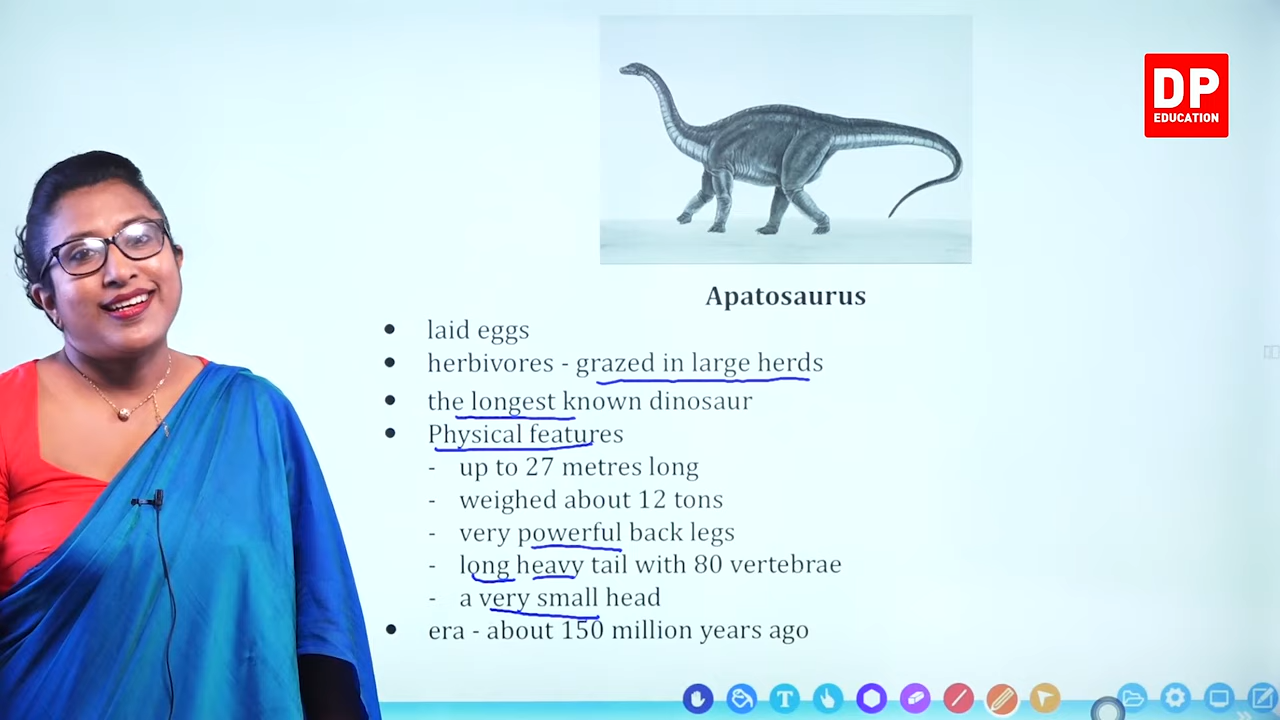 DP
EDUCATION
Apatosaurus
• laid eggs
• herbivores - grazed in large herds
• the longest known dinosaur
• Physical features
- up to 27 metres long
- weighed about 12 tons
- very powerful back legs
- long heavy tail with 80 vertebrae
- a very small head
• era - about 150 million years ago
T